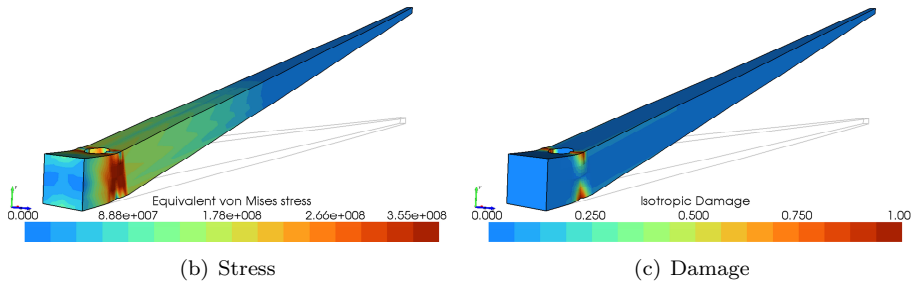 Equivalent von Mises stress
0.000 8.88e+007 1.78e+008 2.66e+008 3.55e+008
(b) Stress
Isotropic Damage
0.000 0.250 0.500 0.750 1.00
(c) Damage